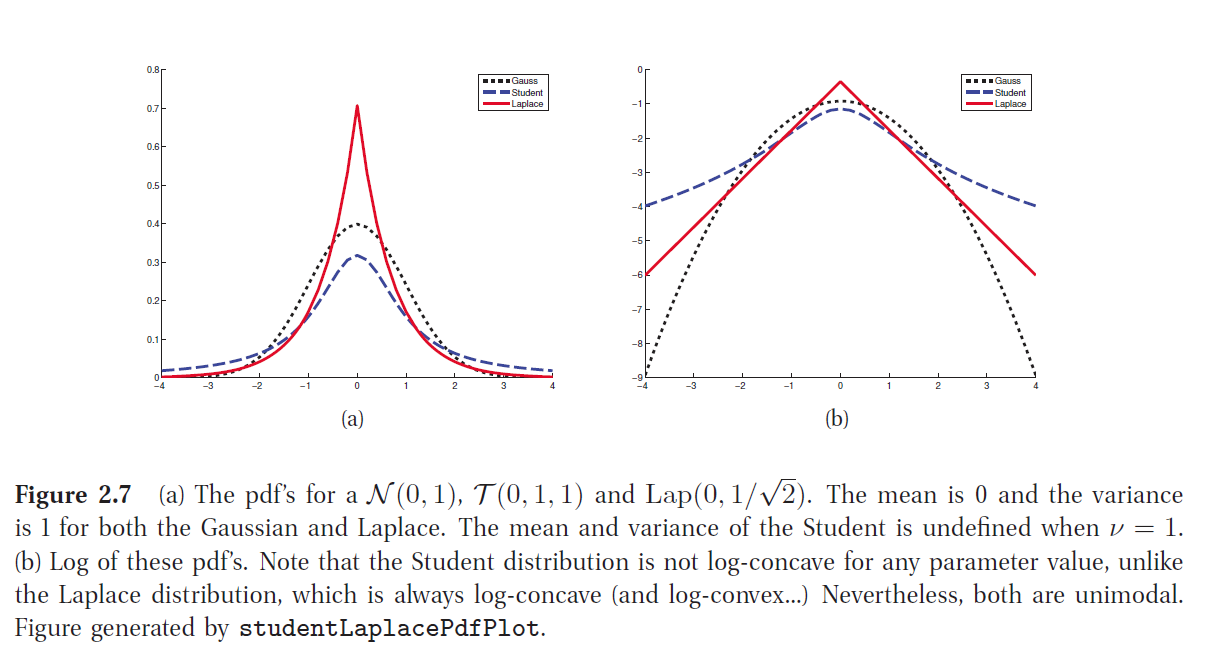 0.8
0.7
0.6
0.5
0.4
0.3
0.2
0.1
0
−4 −3 −2 −1 0 1 2 3 4
Gauss
Student
Laplace
(a)
0
−1
−2
−3
−4
−5
−6
−7
−8
−9
−4 −3 −2 −1 0 1 2 3 4
Gauss
Student
Laplace
(b)
Figure 2.7 (a) The pdf's for a 𝒩(0, 1), 𝒯(0, 1, 1) and Lap(0, 1/√2). The mean is 0 and the variance
is 1 for both the Gaussian and Laplace. The mean and variance of the Student is undefined when ν = 1.
(b) Log of these pdf's. Note that the Student distribution is not log-concave for any parameter value, unlike
the Laplace distribution, which is always log-concave (and log-convex...) Nevertheless, both are unimodal.
Figure generated by studentLaplacePdfPlot.